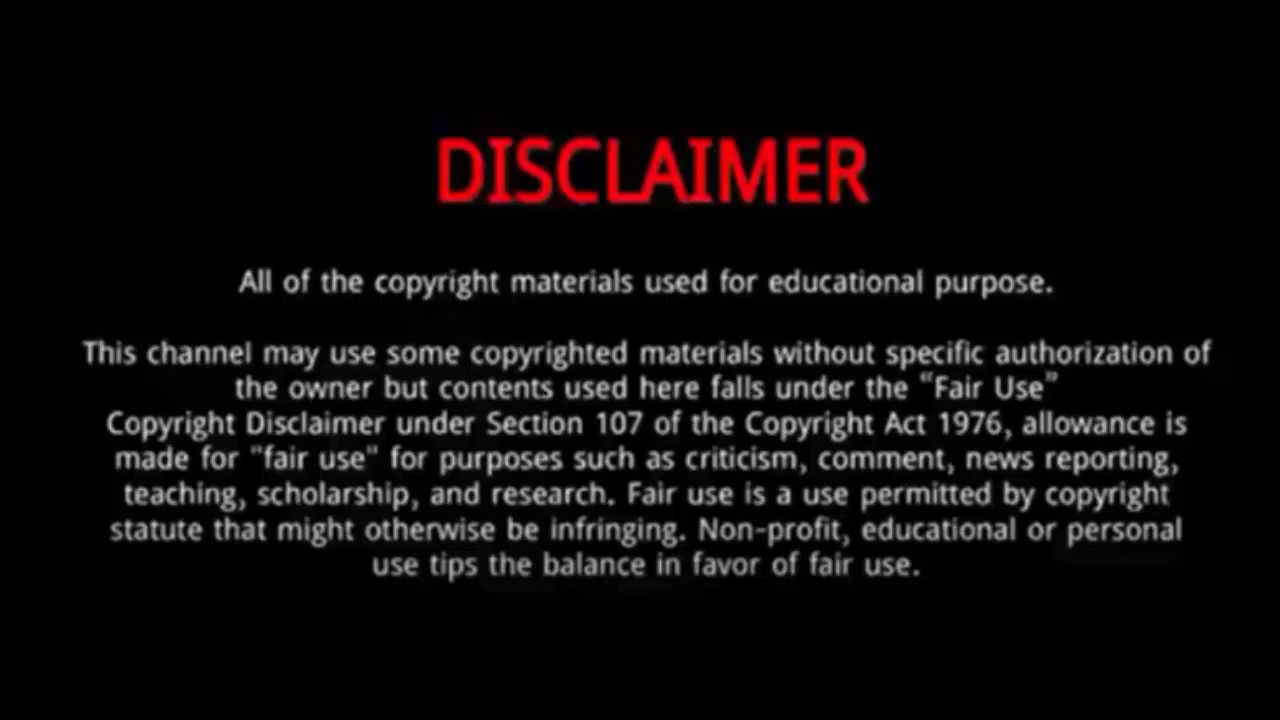 DISCLAIMER
All of the copyright materials used for educational purpose.
This channel may use some copyrighted materials without specific authorization of
the owner but contents used here falls under the “Fair Use”
Copyright Disclaimer under Section 107 of the Copyright Act 1976, allowance is
made for "fair use" for purposes such as criticism, comment, news reporting,
teaching, scholarship, and research. Fair use is a use permitted by copyright
statute that might otherwise be infringing. Non-profit, educational or personal
use tips the balance in favor of fair use.